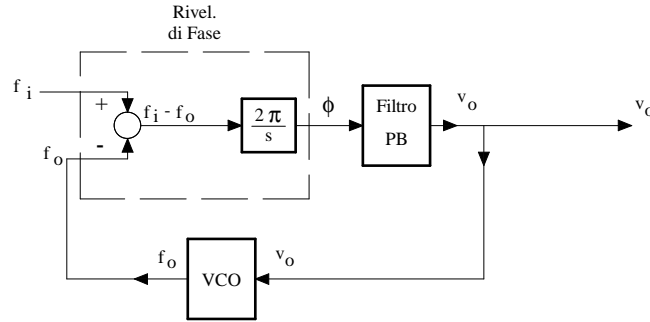 Rivel.
di Fase
f i
+
f i - f o
2 π
s
ϕ
Filtro
PB
v o
v o
-
f o
f o
VCO
v o